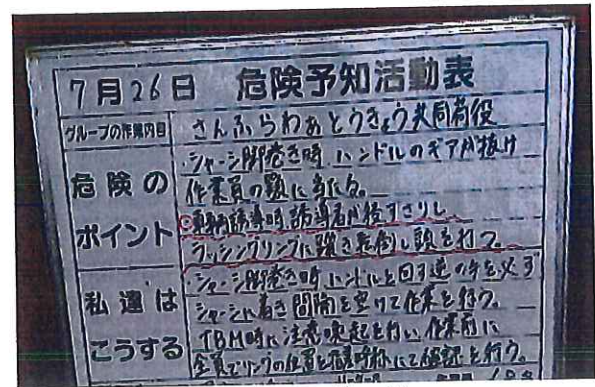 7月26日 危険予知活動表
グループの作業内容 さんふらわぁとうきょう共同荷役
危険のポイント
・シャーシ脚巻き時 ハンドルのギアが抜け
作業員の顎に当たる。
車輌誘導時 誘導者が後ずさりし
ラッシングリングに躓き転倒し頭を打つ。
私達はこうする
・シャーシ脚巻き時 ハンドルと回す逆の手を必ず
シャーシに着き間隔を空けて作業を行う。
TBM時に注意喚起を行い作業前に
全員でリングの位置を指差呼称にて確認を行う。